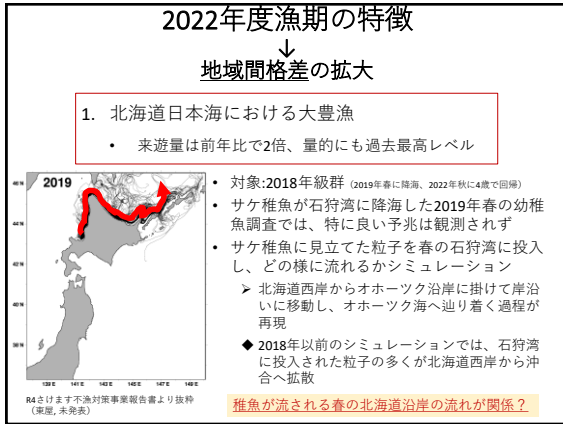 2022年度漁期の特徴
↓
地域間格差の拡大
1. 北海道日本海における大豊漁
• 来遊量は前年比で2倍、量的にも過去最高レベル
2019
46°N
44°N
42°N
40°N
38°N
139°E 141°E 143°E 145°E 147°E 149°E
R4さけます不漁対策事業報告書より抜粋
（東屋, 未発表）
• 対象:2018年級群（2019年春に降海、2022年秋に4歳で回帰）
• サケ稚魚が石狩湾に降海した2019年春の幼稚
魚調査では、特に良い予兆は観測されず
• サケ稚魚に見立てた粒子を春の石狩湾に投入
し、どの様に流れるかシミュレーション
➢ 北海道西岸からオホーツク沿岸に掛けて岸沿
いに移動し、オホーツク海へ辿り着く過程が
再現
◆ 2018年以前のシミュレーションでは、石狩湾
に投入された粒子の多くが北海道西岸から沖
合へ拡散
稚魚が流される春の北海道沿岸の流れが関係？